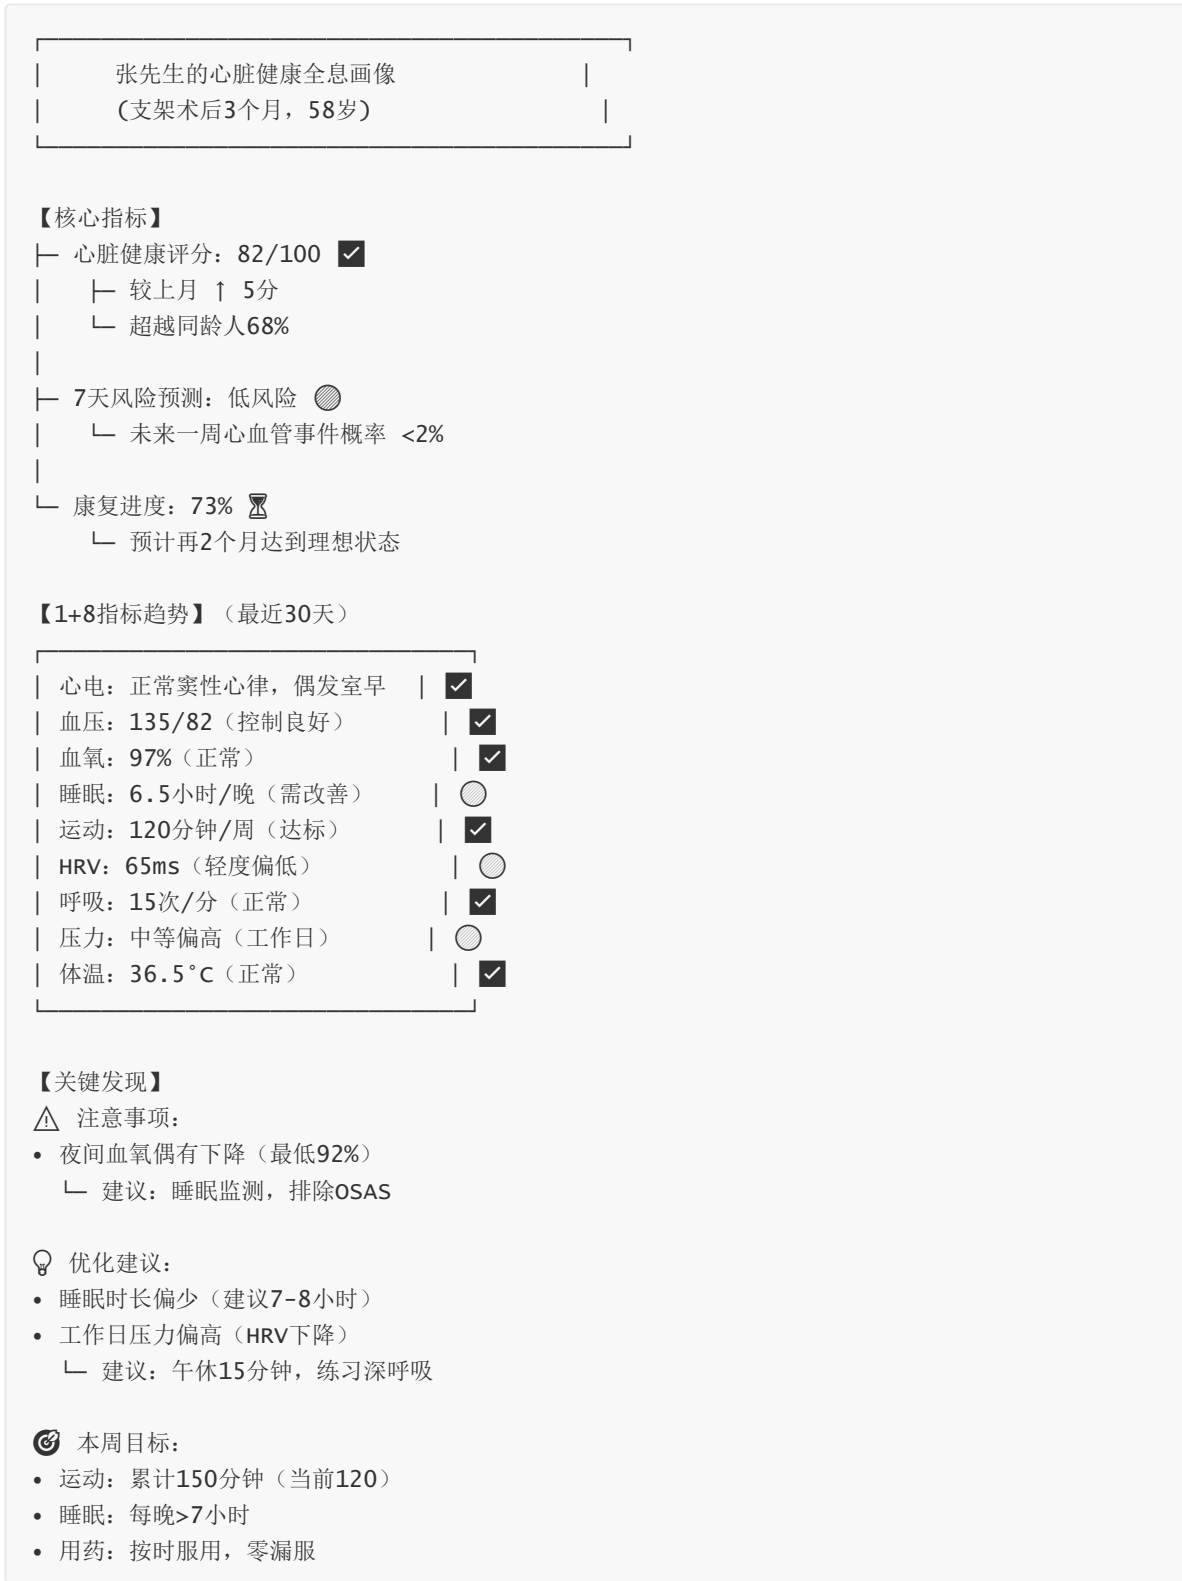 张先生的心脏健康全息画像
(支架术后3个月，58岁)
【核心指标】
├─ 心脏健康评分：82/100 ✅
│   ├─ 较上月 ↑ 5分
│   └─ 超越同龄人68%
│
├─ 7天风险预测：低风险
│   └─ 未来一周心血管事件概率 <2%
│
└─ 康复进度：73% ⏳
    └─ 预计再2个月达到理想状态
【1+8指标趋势】（最近30天）
│ 心电：正常窦性心律，偶发室早 │ ✅
│ 血压：135/82（控制良好） │ ✅
│ 血氧：97%（正常） │ ✅
│ 睡眠：6.5小时/晚（需改善） │
│ 运动：120分钟/周（达标） │ ✅
│ HRV：65ms（轻度偏低） │
│ 呼吸：15次/分（正常） │ ✅
│ 压力：中等偏高（工作日） │
│ 体温：36.5°C（正常） │ ✅
【关键发现】
⚠ 注意事项：
• 夜间血氧偶有下降（最低92%）
  └─ 建议：睡眠监测，排除OSAS
💡 优化建议：
• 睡眠时长偏少（建议7-8小时）
• 工作日压力偏高（HRV下降）
  └─ 建议：午休15分钟，练习深呼吸
🎯 本周目标：
• 运动：累计150分钟（当前120）
• 睡眠：每晚>7小时
• 用药：按时服用，零漏服